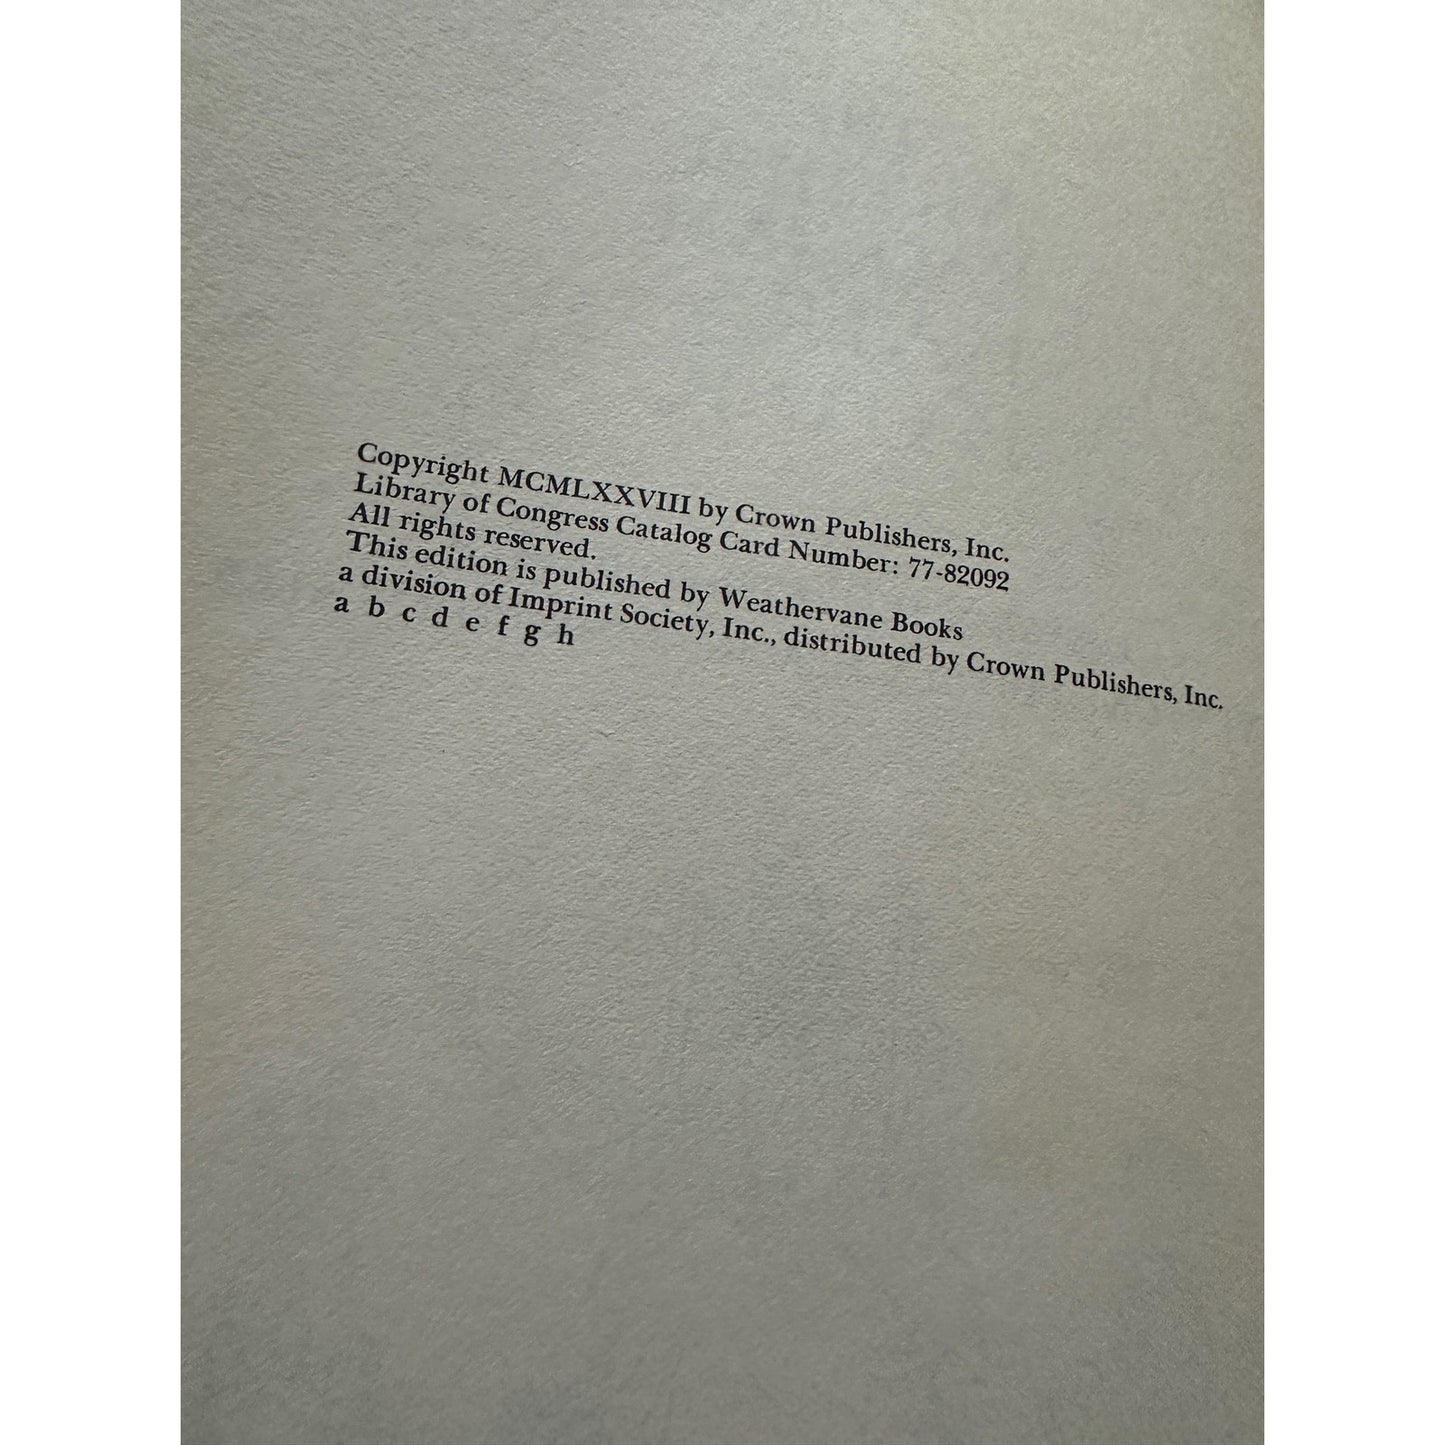 Copyright MCMLXXVIII by Crown Publishers, Inc.
Library of Congress Catalog Card Number: 77-82092
All rights reserved.
This edition is published by Weathervane Books
a division of Imprint Society, Inc., distributed by Crown Publishers, Inc.
a b c d e f g h